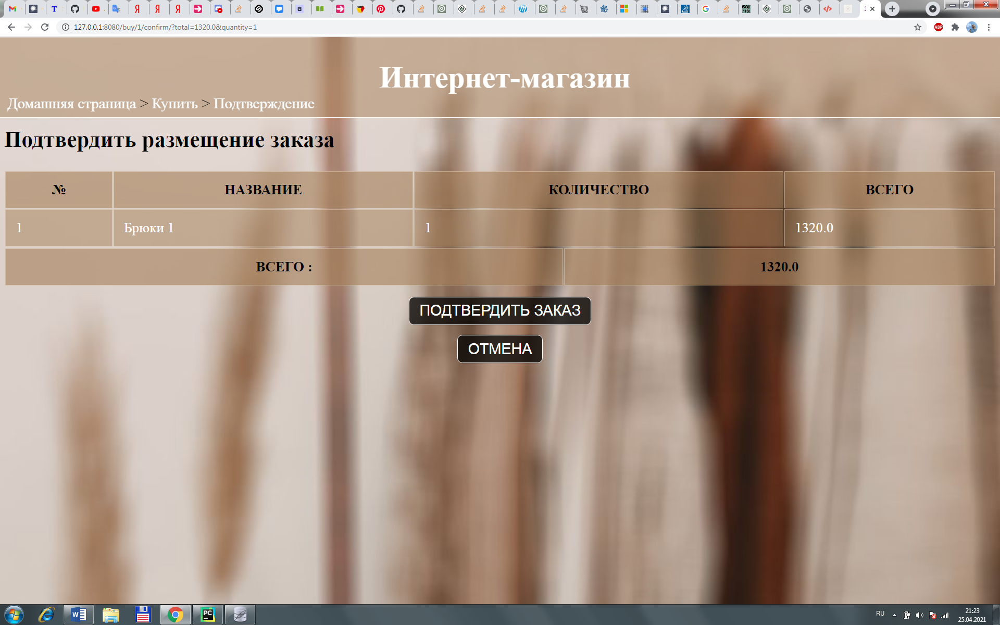 127.0.0.1:8080/buy/1/confirm/?total=1320.0&quantity=1
Интернет-магазин
Домашняя страница > Купить > Подтверждение
Подтвердить размещение заказа
№ НАЗВАНИЕ КОЛИЧЕСТВО ВСЕГО
1 Брюки 1 1 1320.0
ВСЕГО : 1320.0
ПОДТВЕРДИТЬ ЗАКАЗ
ОТМЕНА
RU
21:23
25.04.2021